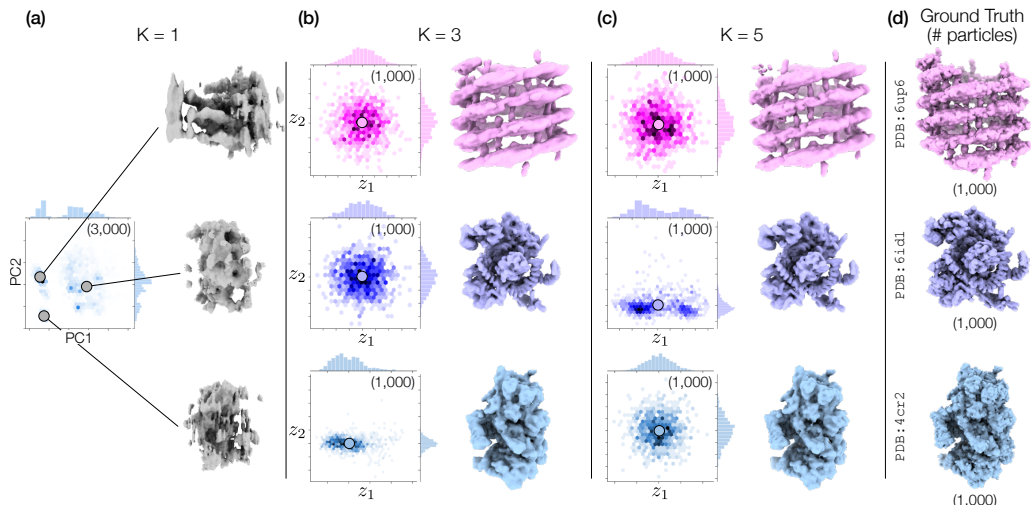 (a)
K = 1
(3,000)
PC2
PC1
(b)
K = 3
(1,000)
z2
z1
(1,000)
z2
z1
(1,000)
z2
z1
(c)
K = 5
(1,000)
z1
(1,000)
z1
(1,000)
z1
(d)
Ground Truth
(# particles)
PDB:6up6
(1,000)
PDB:6id1
(1,000)
PDB:4cr2
(1,000)